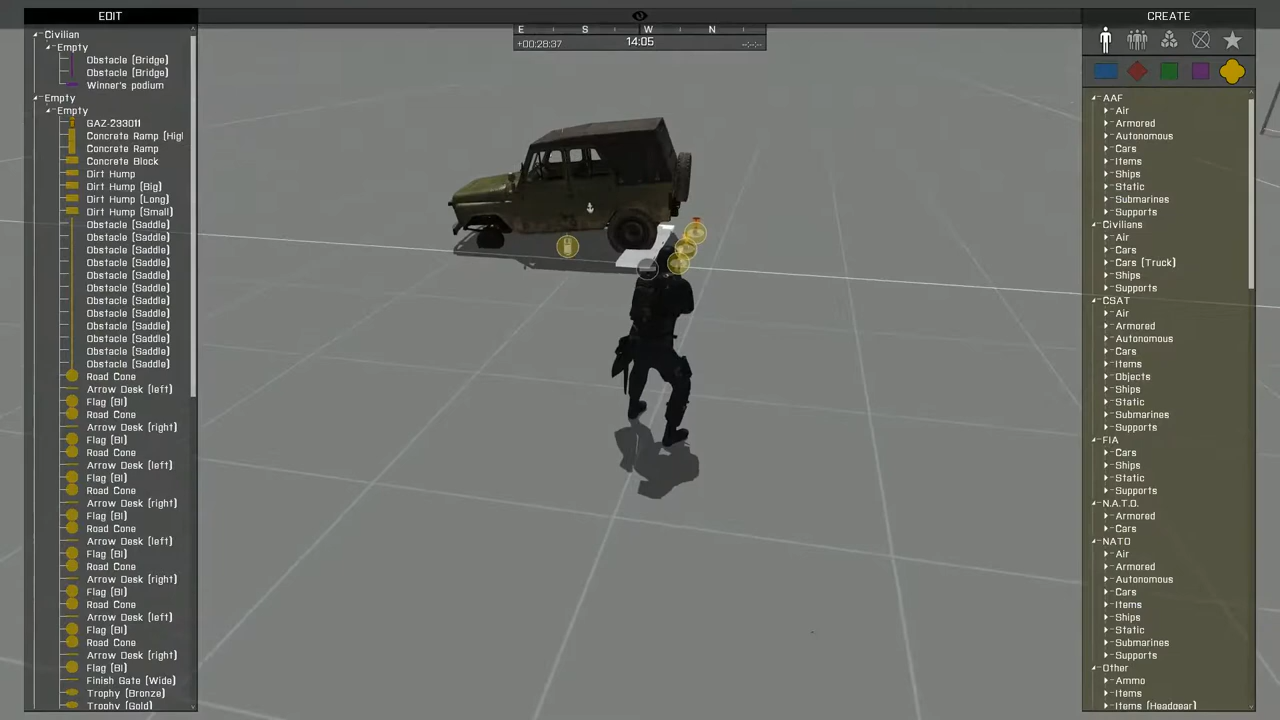 EDIT
Civilian
Empty
Obstacle (Bridge)
Obstacle (Bridge)
Winner's podium
Empty
Empty
GAZ-233011
Concrete Ramp (Higl
Concrete Ramp
Concrete Block
Dirt Hump
Dirt Hump (Big)
Dirt Hump (Long)
Dirt Hump (Small)
Obstacle (Saddle)
Obstacle (Saddle)
Obstacle (Saddle)
Obstacle (Saddle)
Obstacle (Saddle)
Obstacle (Saddle)
Obstacle (Saddle)
Obstacle (Saddle)
Obstacle (Saddle)
Obstacle (Saddle)
Obstacle (Saddle)
Obstacle (Saddle)
Road Cone
Arrow Desk (left)
Flag (BI)
Road Cone
Arrow Desk (right)
Flag (BI)
Road Cone
Arrow Desk (left)
Flag (BI)
Road Cone
Arrow Desk (right)
Flag (BI)
Road Cone
Arrow Desk (left)
Flag (BI)
Road Cone
Arrow Desk (right)
Flag (BI)
Road Cone
Arrow Desk (left)
Flag (BI)
Road Cone
Arrow Desk (right)
Flag (BI)
Finish Gate (Wide)
Trophy (Bronze)
Trophy (Gold)
E S W N
+00:28:37 14:05 --:--
CREATE
AAF
Air
Armored
Autonomous
Cars
Items
Ships
Static
Submarines
Supports
Civilians
Air
Cars
Cars (Truck)
Ships
Supports
CSAT
Air
Armored
Autonomous
Cars
Items
Objects
Ships
Static
Submarines
Supports
FIA
Cars
Ships
Static
Supports
N.A.T.O.
Armored
Cars
NATO
Air
Armored
Autonomous
Cars
Items
Ships
Static
Submarines
Supports
Other
Ammo
Items
Items (Headgear)